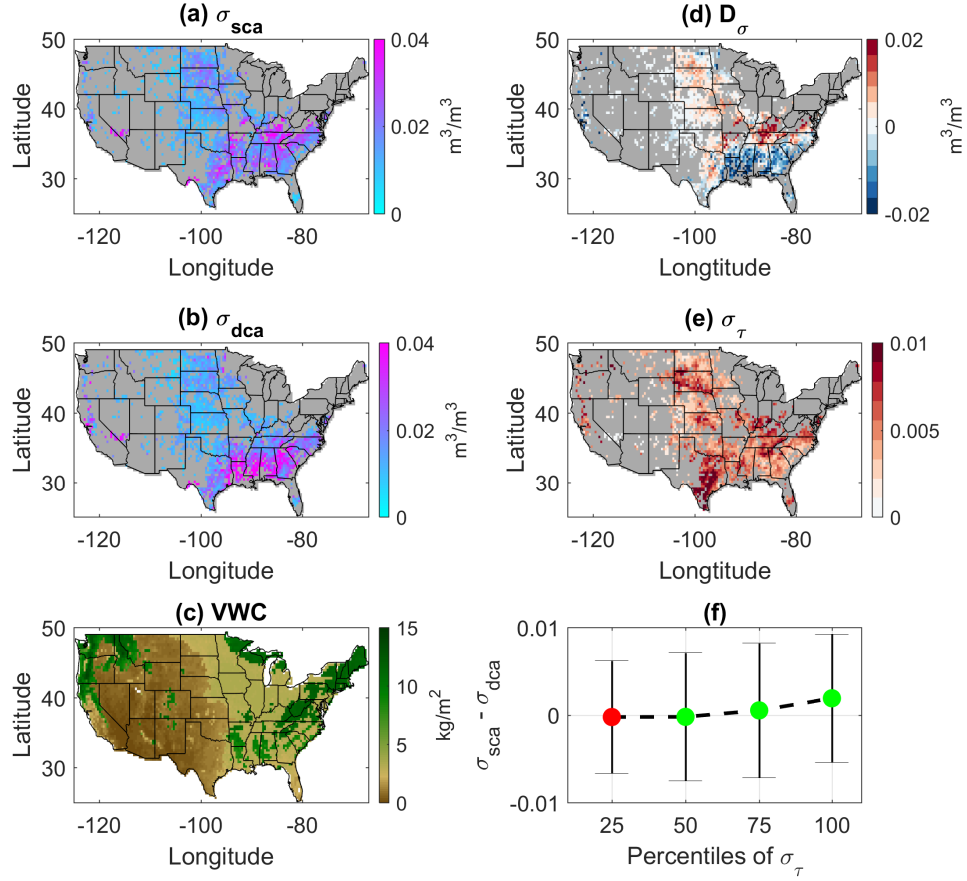 (a) σsca
50
40
30
Latitude
-120
-100
-80
Longitude
0.04
0.02
0
m³/m³
(d) Dσ
50
40
30
Latitude
-120
-100
-80
Longtitude
0.02
0
-0.02
m³/m³
(b) σdca
50
40
30
Latitude
-120
-100
-80
Longitude
0.04
0.02
0
m³/m³
(e) στ
50
40
30
Latitude
-120
-100
-80
Longtitude
0.01
0.005
0
(c) VWC
50
40
30
Latitude
-120
-100
-80
Longitude
15
10
5
0
kg/m²
(f)
0.01
0
-0.01
σsca - σdca
25
50
75
100
Percentiles of στ